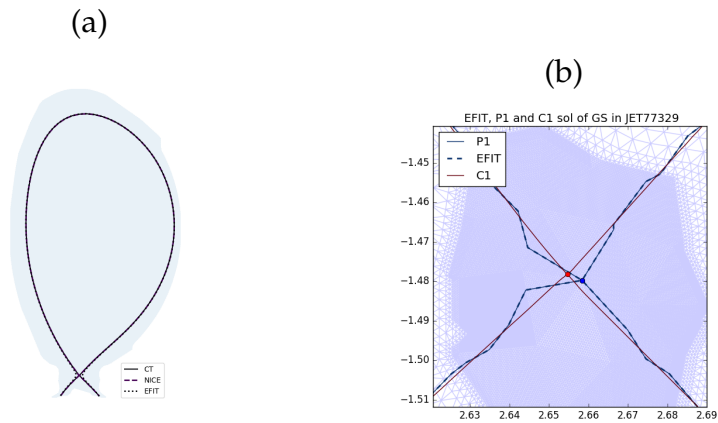 (a)
CT
NICE
EFIT
(b)
EFIT, P1 and C1 sol of GS in JET77329
P1
EFIT
C1
−1.45
−1.46
−1.47
−1.48
−1.49
−1.50
−1.51
2.63 2.64 2.65 2.66 2.67 2.68 2.69